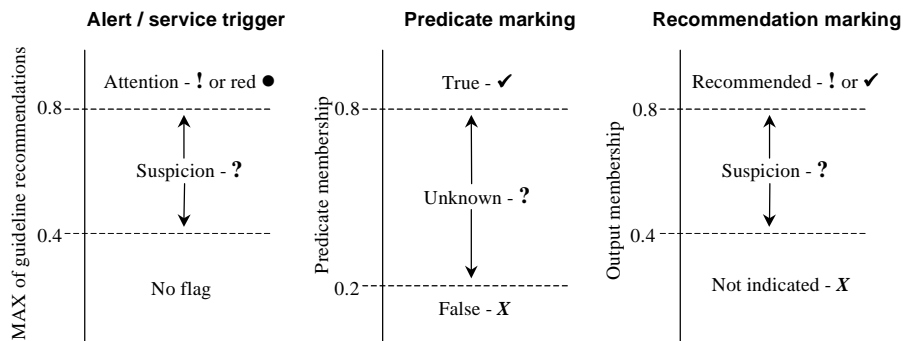 Alert / service trigger
MAX of guideline recommendations
Attention - ! or red ●
0.8
Suspicion - ?
0.4
No flag
Predicate marking
Predicate membership
True - ✔
0.8
Unknown - ?
0.2
False - X
Recommendation marking
Output membership
Recommended - ! or ✔
0.8
Suspicion - ?
0.4
Not indicated - X